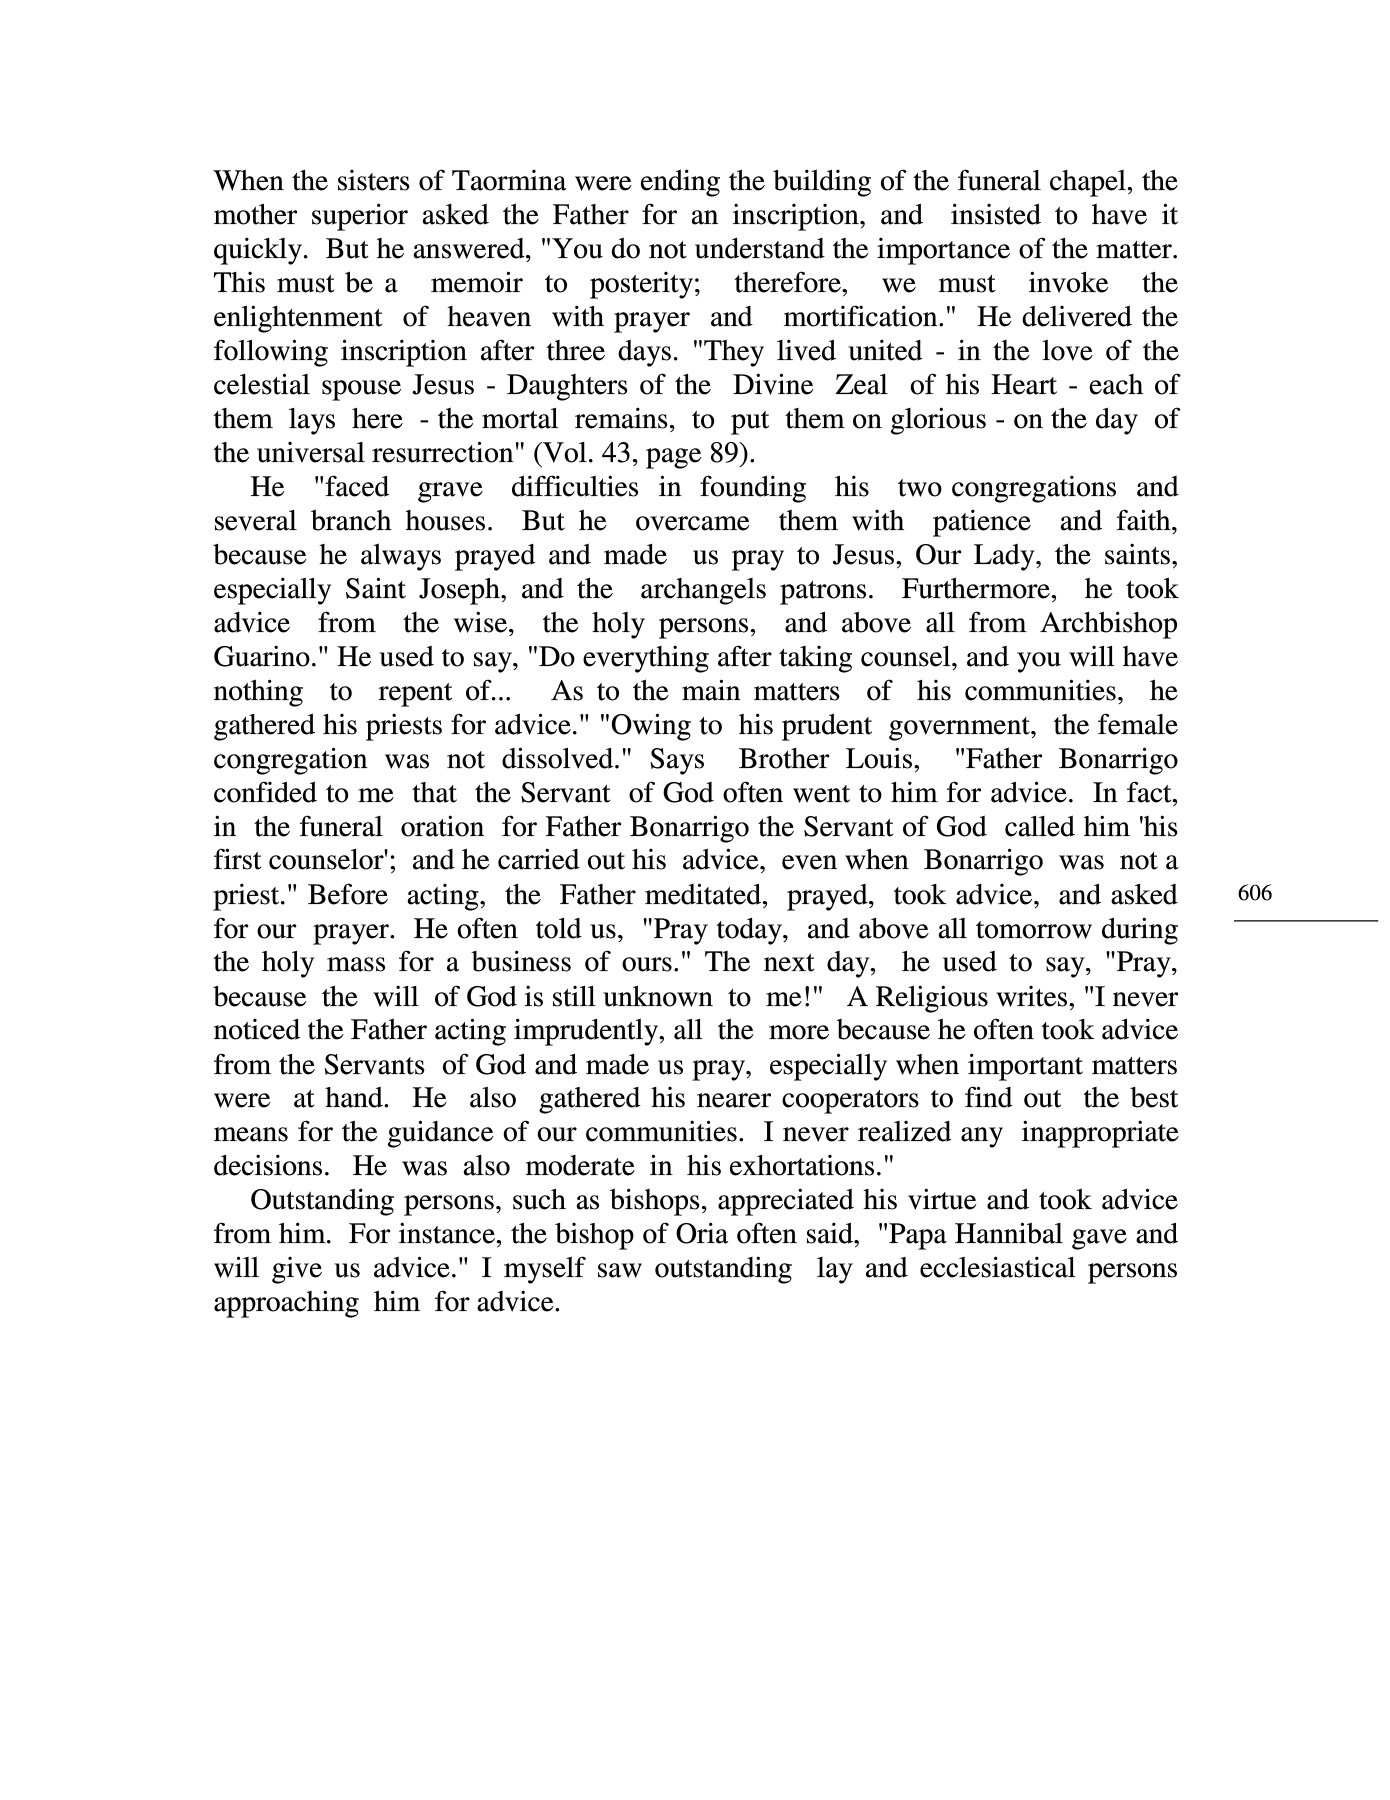 When the sisters of Taormina were ending the building of the funeral chapel, the
mother superior asked the Father for an inscription, and insisted to have it
quickly. But he answered, "You do not understand the importance of the matter.
This must be a memoir to posterity; therefore, we must invoke the
enlightenment of heaven with prayer and mortification." He delivered the
following inscription after three days. "They lived united - in the love of the
celestial spouse Jesus - Daughters of the Divine Zeal of his Heart - each of
them lays here - the mortal remains, to put them on glorious - on the day of
the universal resurrection" (Vol. 43, page 89).
He "faced grave difficulties in founding his two congregations and
several branch houses. But he overcame them with patience and faith,
because he always prayed and made us pray to Jesus, Our Lady, the saints,
especially Saint Joseph, and the archangels patrons. Furthermore, he took
advice from the wise, the holy persons, and above all from Archbishop
Guarino." He used to say, "Do everything after taking counsel, and you will have
nothing to repent of... As to the main matters of his communities, he
gathered his priests for advice." "Owing to his prudent government, the female
congregation was not dissolved." Says Brother Louis, "Father Bonarrigo
confided to me that the Servant of God often went to him for advice. In fact,
in the funeral oration for Father Bonarrigo the Servant of God called him 'his
first counselor'; and he carried out his advice, even when Bonarrigo was not a
priest." Before acting, the Father meditated, prayed, took advice, and asked
for our prayer. He often told us, "Pray today, and above all tomorrow during
the holy mass for a business of ours." The next day, he used to say, "Pray,
because the will of God is still unknown to me!" A Religious writes, "I never
noticed the Father acting imprudently, all the more because he often took advice
from the Servants of God and made us pray, especially when important matters
were at hand. He also gathered his nearer cooperators to find out the best
means for the guidance of our communities. I never realized any inappropriate
decisions. He was also moderate in his exhortations."
Outstanding persons, such as bishops, appreciated his virtue and took advice
from him. For instance, the bishop of Oria often said, "Papa Hannibal gave and
will give us advice." I myself saw outstanding lay and ecclesiastical persons
approaching him for advice.
606